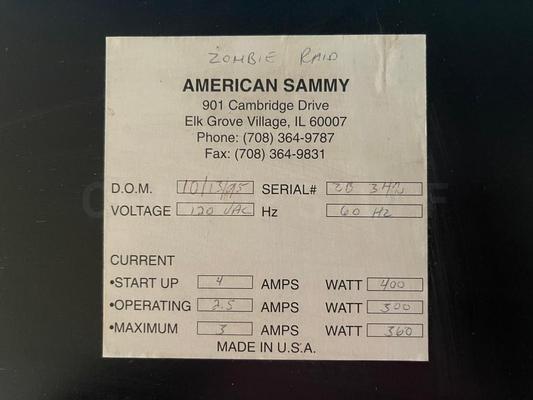 ZOMBIE RAID
AMERICAN SAMMY
901 Cambridge Drive
Elk Grove Village, IL 60007
Phone: (708) 364-9787
Fax: (708) 364-9831
D.O.M. 10/13/95 SERIAL# ZB
VOLTAGE 120 VAC Hz 60 Hz
CURRENT
•START UP 4 AMPS WATT 400
•OPERATING 2.5 AMPS WATT 300
•MAXIMUM 3 AMPS WATT 360
MADE IN U.S.A.